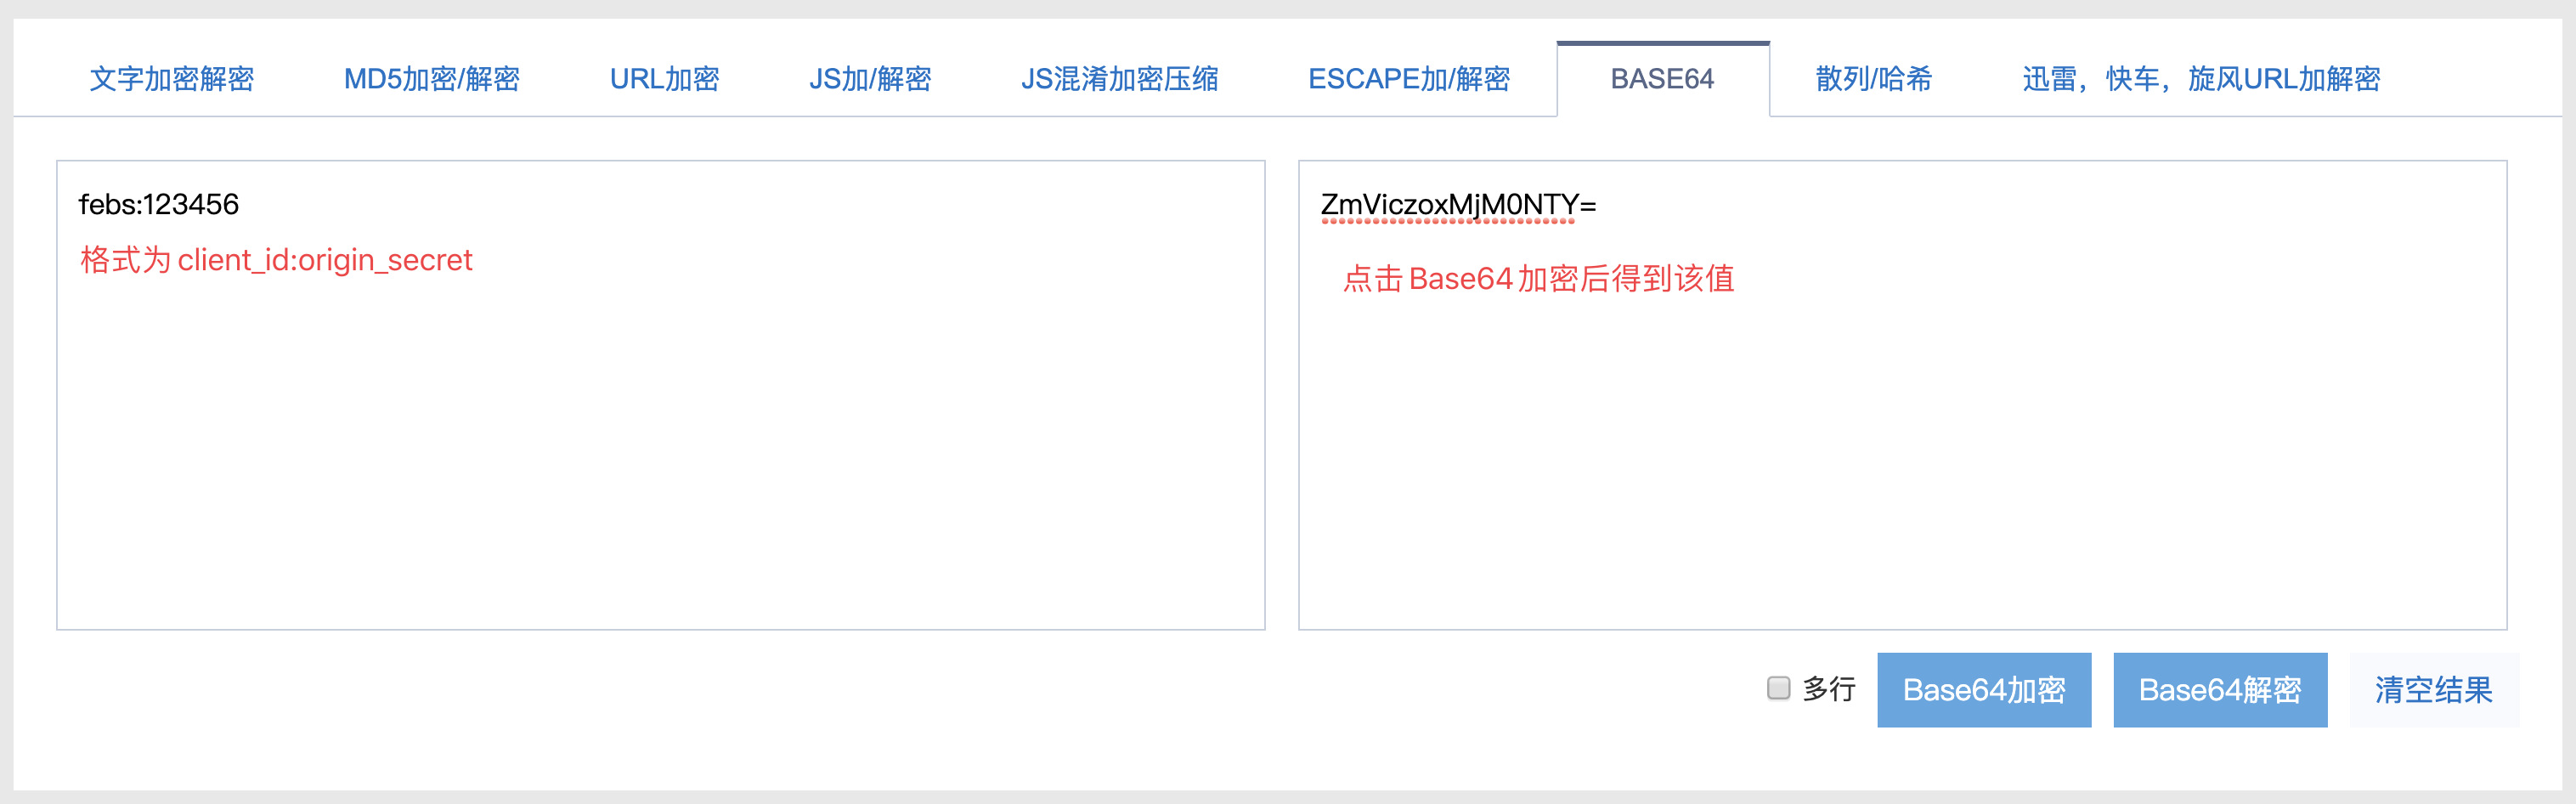 文字加密解密 MD5加密/解密 URL加密 JS加/解密 JS混淆加密压缩 ESCAPE加/解密 BASE64 散列/哈希 迅雷，快车，旋风URL加解密
febs:123456
格式为 client_id:origin_secret
ZmViczoxMjM0NTY=
点击 Base64 加密后得到该值
多行 Base64加密 Base64解密 清空结果